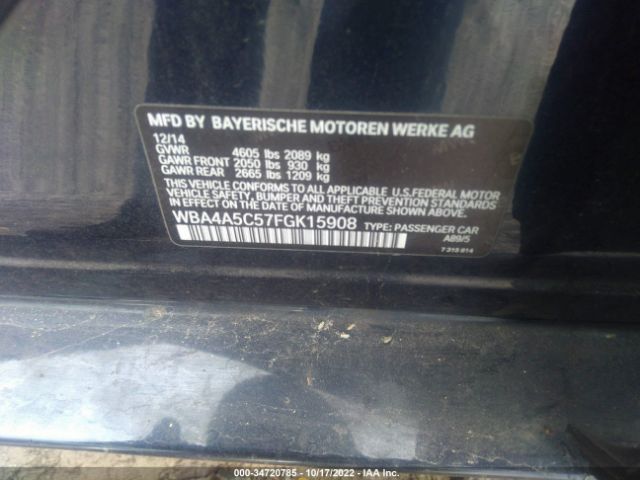 MFD BY BAYERISCHE MOTOREN WERKE AG
12/14
GVWR 4605 lbs 2089 kg
GAWR FRONT 2050 lbs 930 kg
GAWR REAR 2665 lbs 1209 kg
THIS VEHICLE CONFORMS TO ALL APPLICABLE U.S. FEDERAL MOTOR
VEHICLE SAFETY, BUMPER AND THEFT PREVENTION STANDARDS
IN EFFECT ON THE DATE OF MANUFACTURE SHOWN ABOVE.
WBA4A5C57FGK15908 TYPE: PASSENGER CAR
A89/5
7 315 914
000-34720785 - 10/17/2022 - IAA Inc.